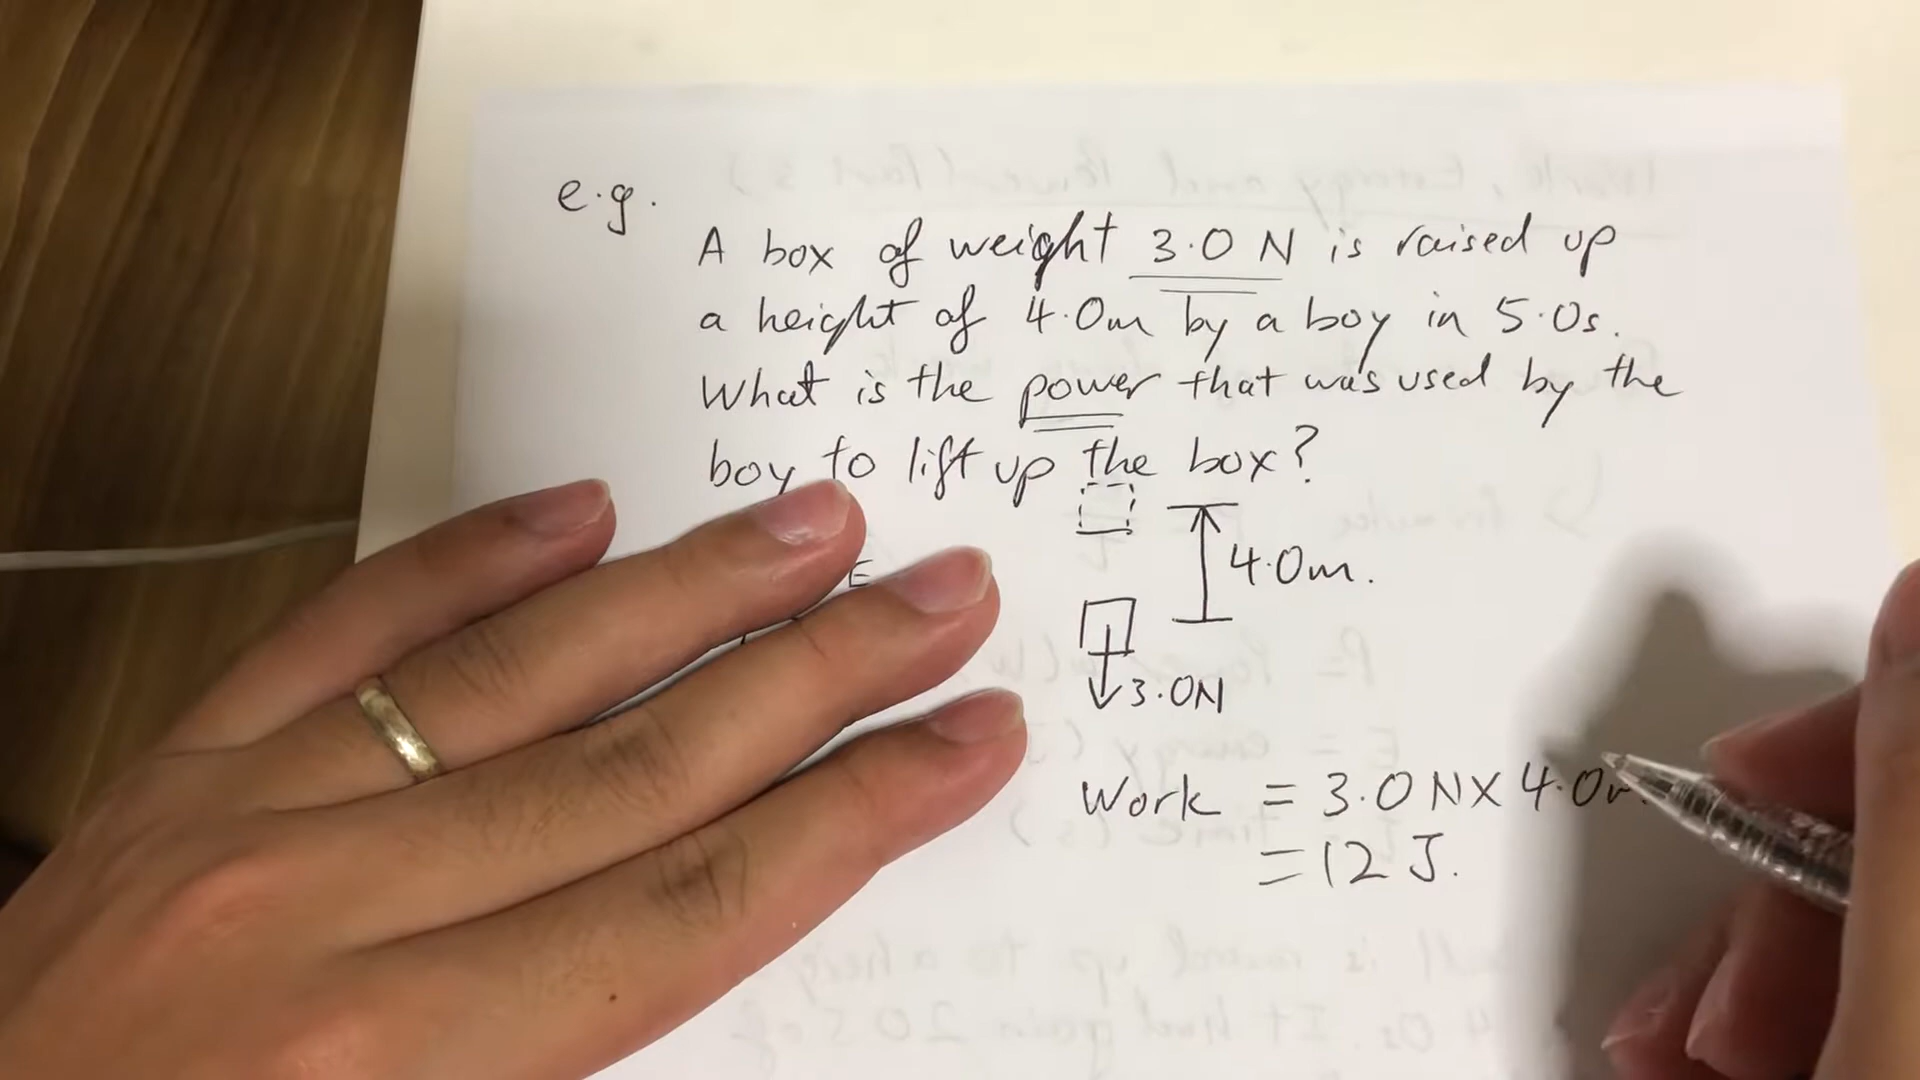 e.g.
A box of weight 3.0 N is raised up
a height of 4.0m by a boy in 5.0s.
What is the power that was used by the
boy to lift up the box?
E
4.0m.
3.0N
Work = 3.0 N X 4.0m
= 12 J.